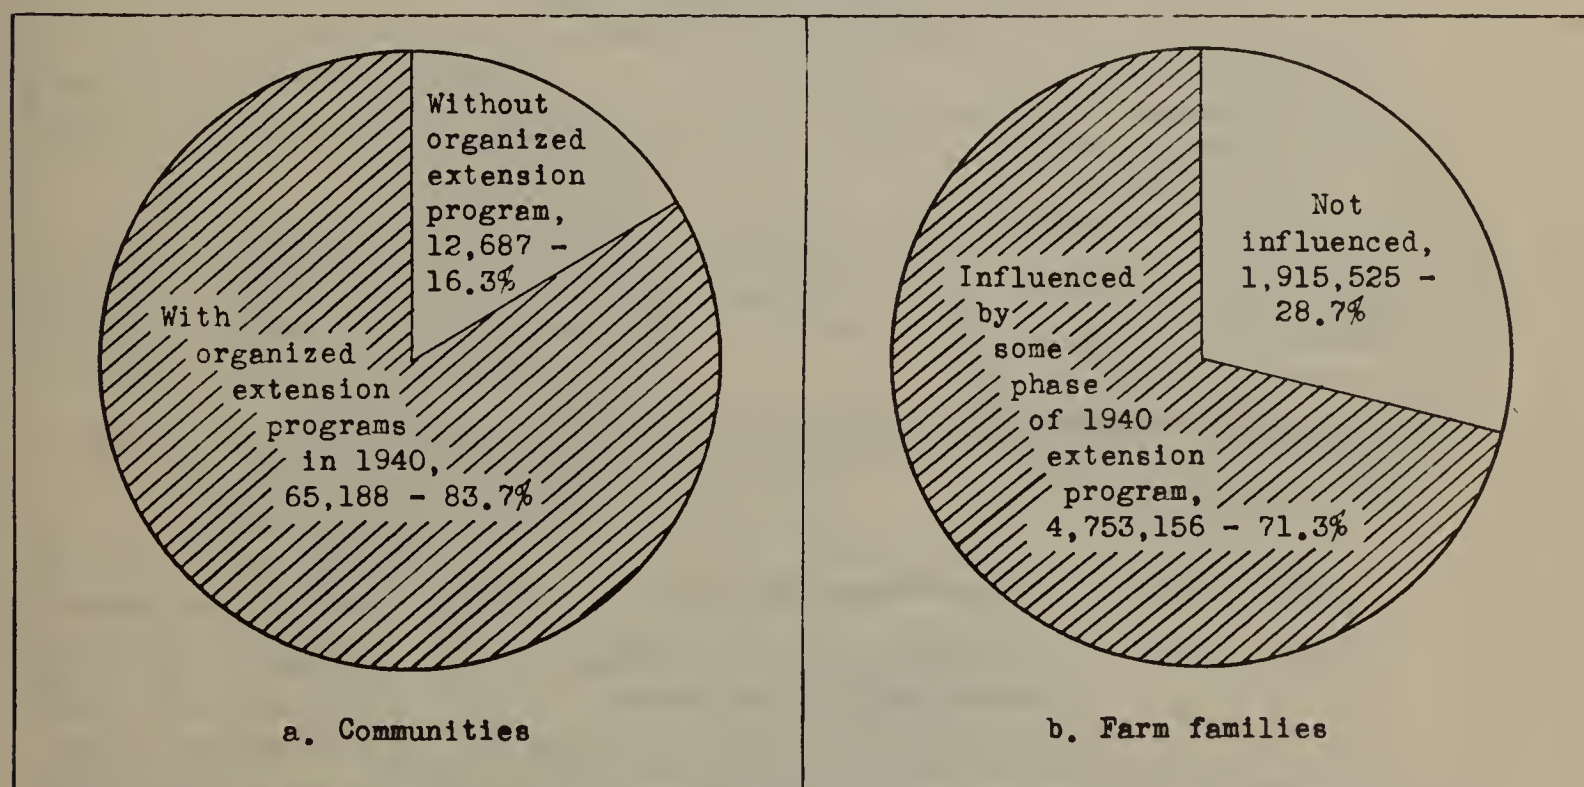 Without
organized
extension
program,
12,687 -
16.3%
With
organized
extension
programs
in 1940,
65,188 - 83.7%
a. Communities
Not
influenced,
1,915,525 -
28.7%
Influenced
by
some
phase
of 1940
extension
program,
4,753,156 - 71.3%
b. Farm families